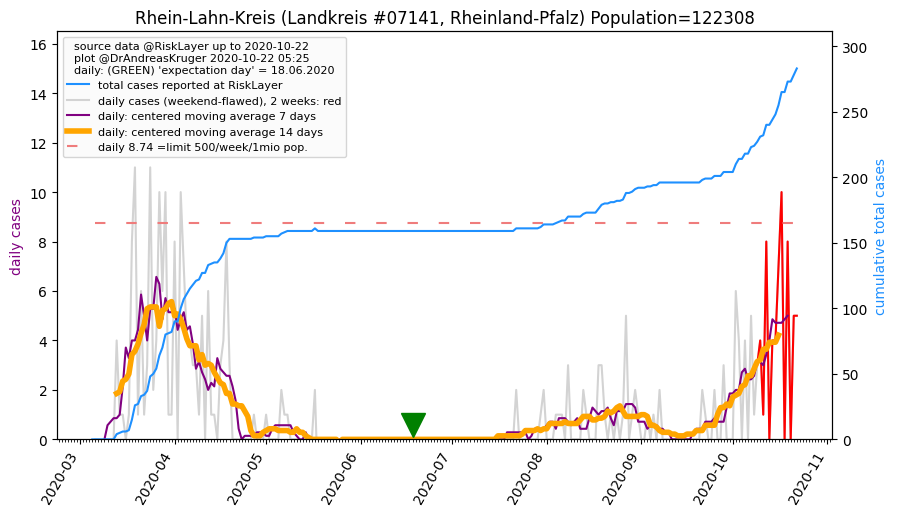 Rhein-Lahn-Kreis (Landkreis #07141, Rheinland-Pfalz) Population=122308
source data @RiskLayer up to 2020-10-22
plot @DrAndreasKruger 2020-10-22 05:25
daily: (GREEN) 'expectation day' = 18.06.2020
total cases reported at RiskLayer
daily cases (weekend-flawed), 2 weeks: red
daily: centered moving average 7 days
daily: centered moving average 14 days
daily 8.74 =limit 500/week/1mio pop.
daily cases
16
14
12
10
8
6
4
2
0
cumulative total cases
300
250
200
150
100
50
0
2020-03
2020-04
2020-05
2020-06
2020-07
2020-08
2020-09
2020-10
2020-11